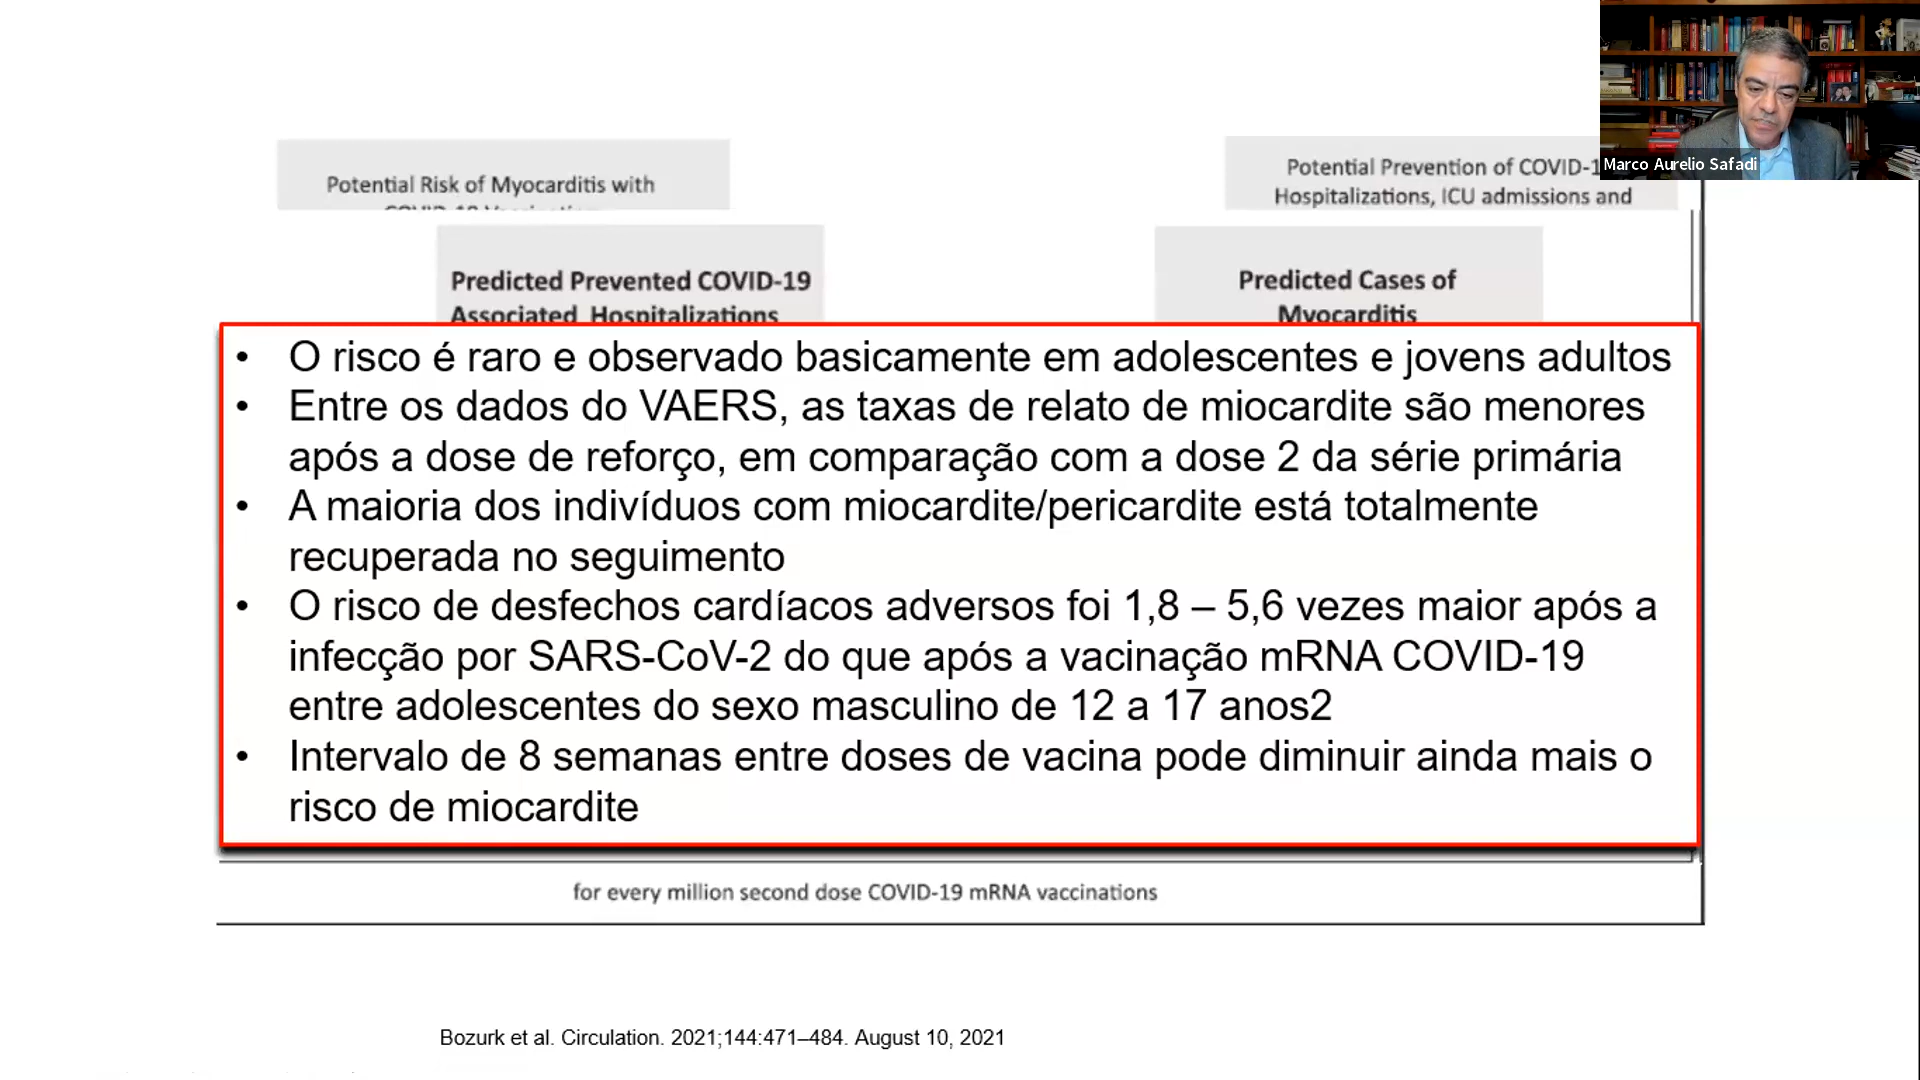 Marco Aurelio Safadi
Potential Risk of Myocarditis with
Potential Prevention of COVID-1
Hospitalizations, ICU admissions and
Predicted Prevented COVID-19
Associated Hospitalizations
Predicted Cases of
Myocarditis
• O risco é raro e observado basicamente em adolescentes e jovens adultos
• Entre os dados do VAERS, as taxas de relato de miocardite são menores
após a dose de reforço, em comparação com a dose 2 da série primária
• A maioria dos indivíduos com miocardite/pericardite está totalmente
recuperada no seguimento
• O risco de desfechos cardíacos adversos foi 1,8 – 5,6 vezes maior após a
infecção por SARS-CoV-2 do que após a vacinação mRNA COVID-19
entre adolescentes do sexo masculino de 12 a 17 anos2
• Intervalo de 8 semanas entre doses de vacina pode diminuir ainda mais o
risco de miocardite
for every million second dose COVID-19 mRNA vaccinations
Bozurk et al. Circulation. 2021;144:471–484. August 10, 2021